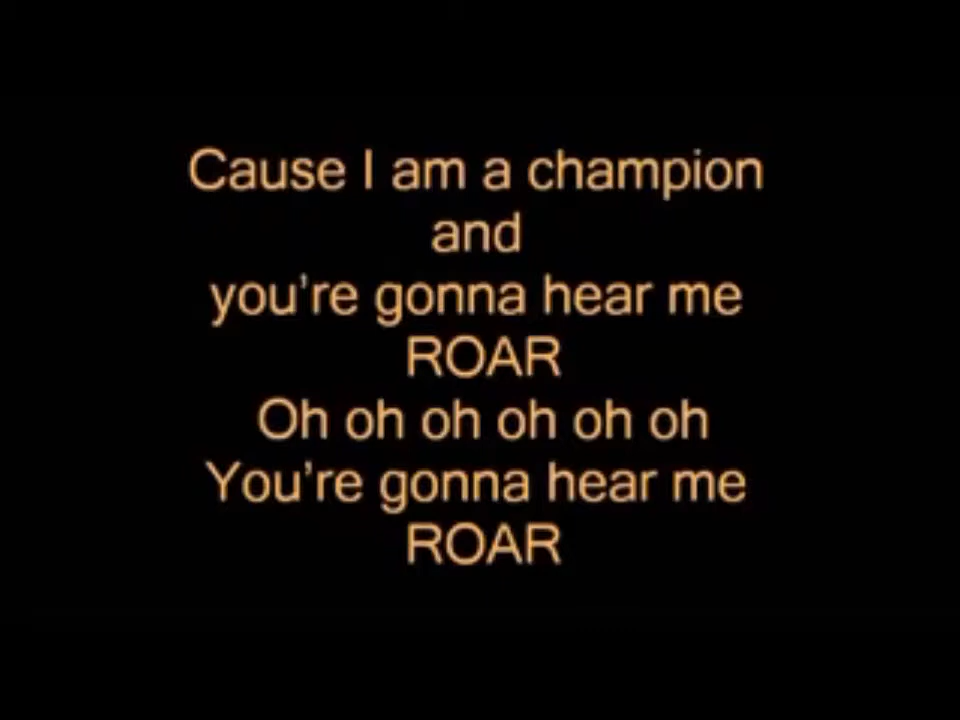 Cause I am a champion
and
you’re gonna hear me
ROAR
Oh oh oh oh oh oh
You’re gonna hear me
ROAR